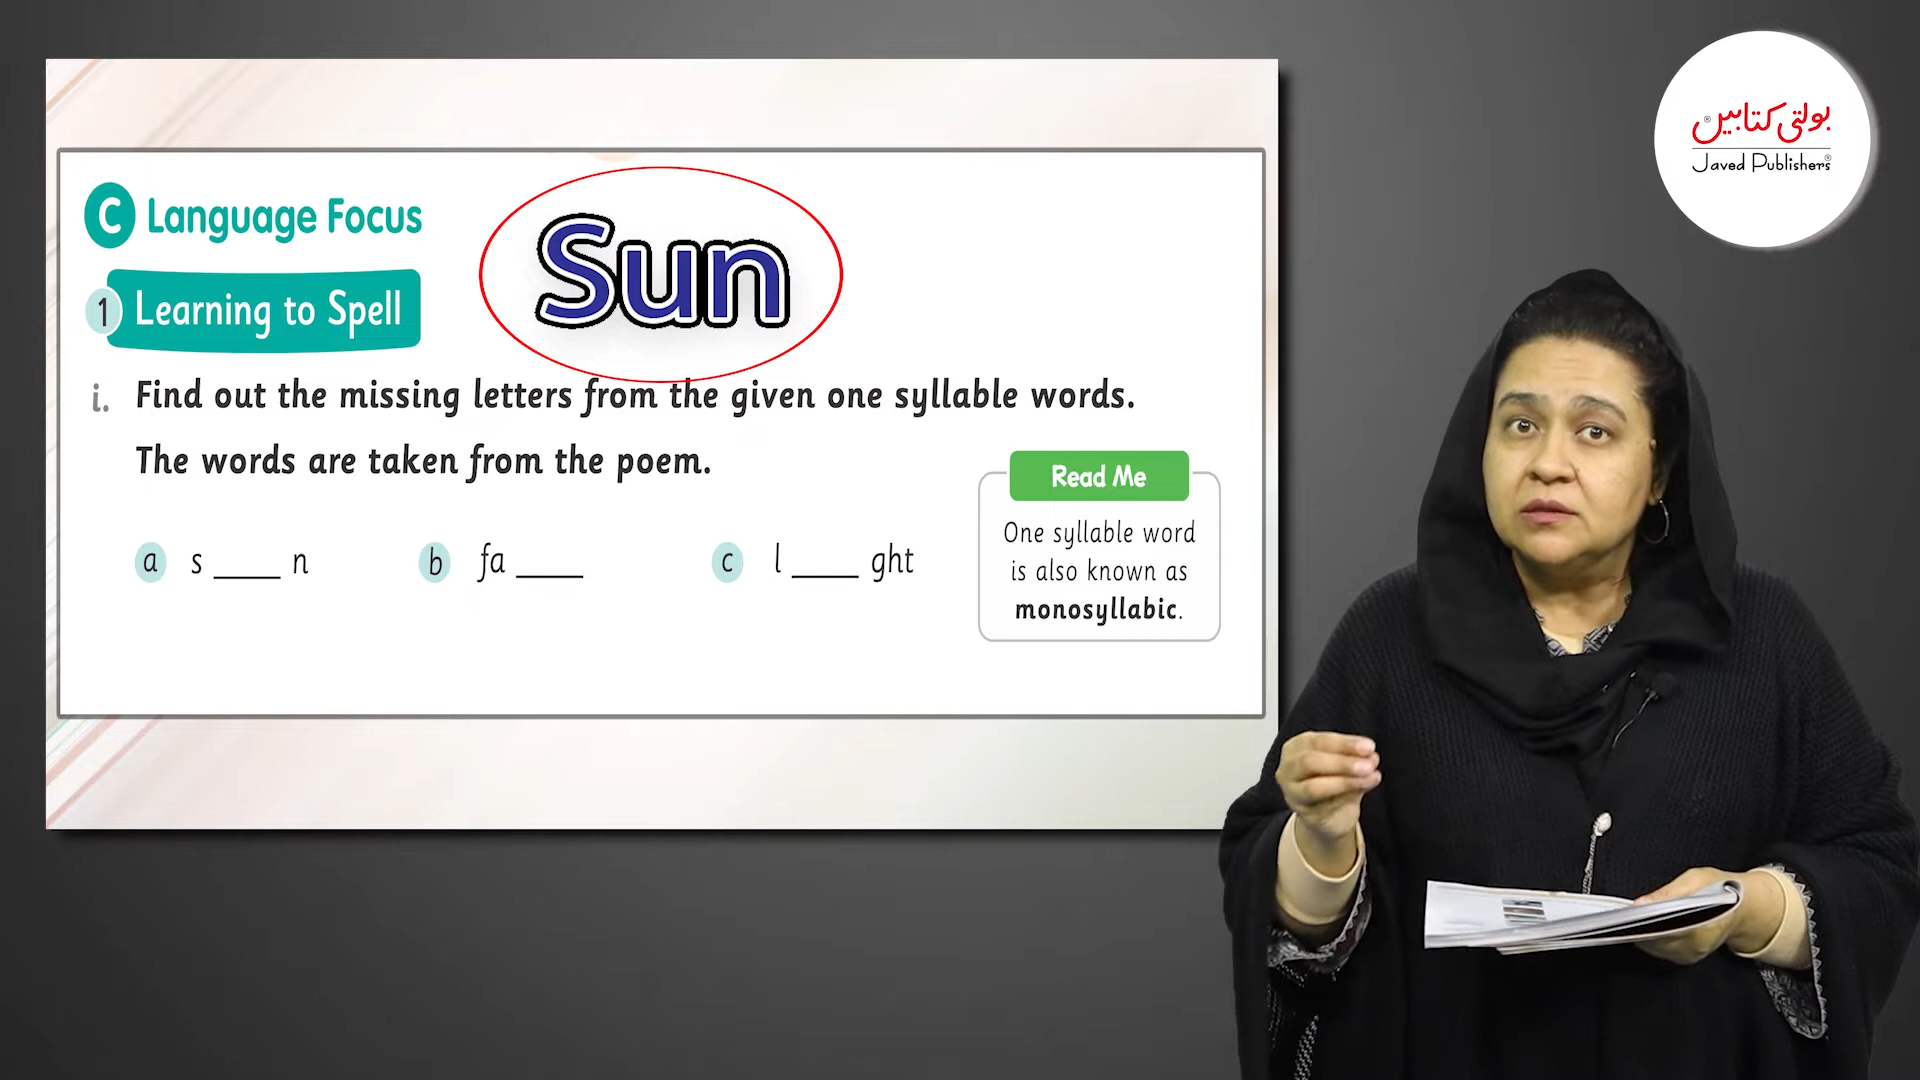 C Language Focus
Sun
1 Learning to Spell
i. Find out the missing letters from the given one syllable words.
The words are taken from the poem.
a s ____ n b fa ____ c l ____ ght
Read Me
One syllable word
is also known as
monosyllabic.
بولتی کتابیں®
Javed Publishers®